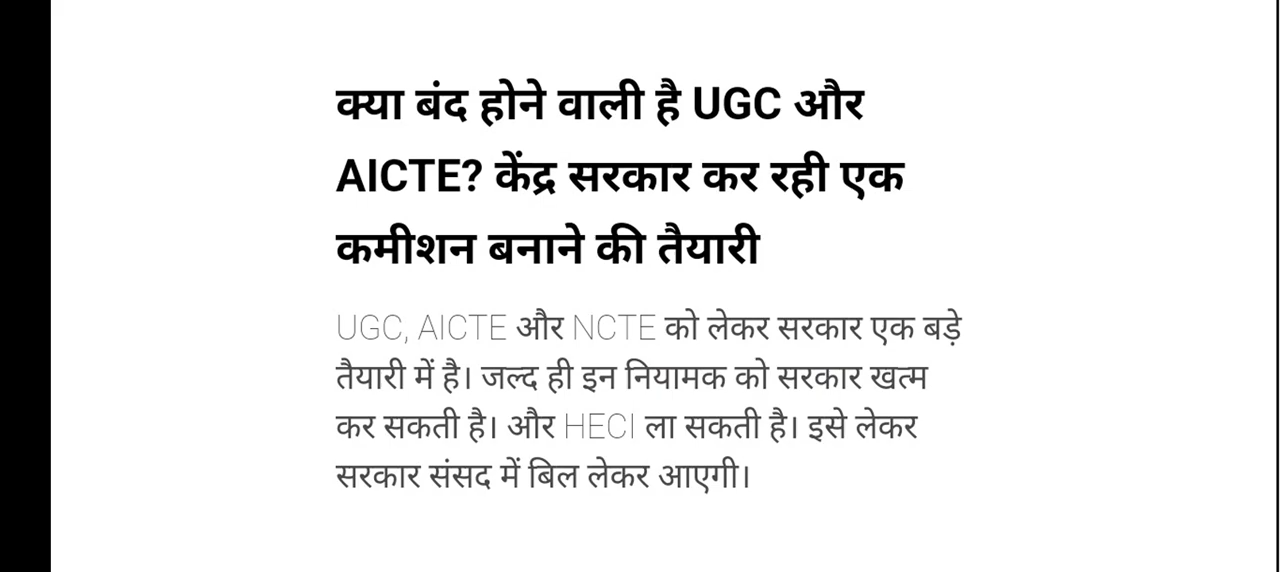 क्या बंद होने वाली है UGC और
AICTE? केंद्र सरकार कर रही एक
कमीशन बनाने की तैयारी
UGC, AICTE और NCTE को लेकर सरकार एक बड़े
तैयारी में है। जल्द ही इन नियामक को सरकार खत्म
कर सकती है। और HECI ला सकती है। इसे लेकर
सरकार संसद में बिल लेकर आएगी।